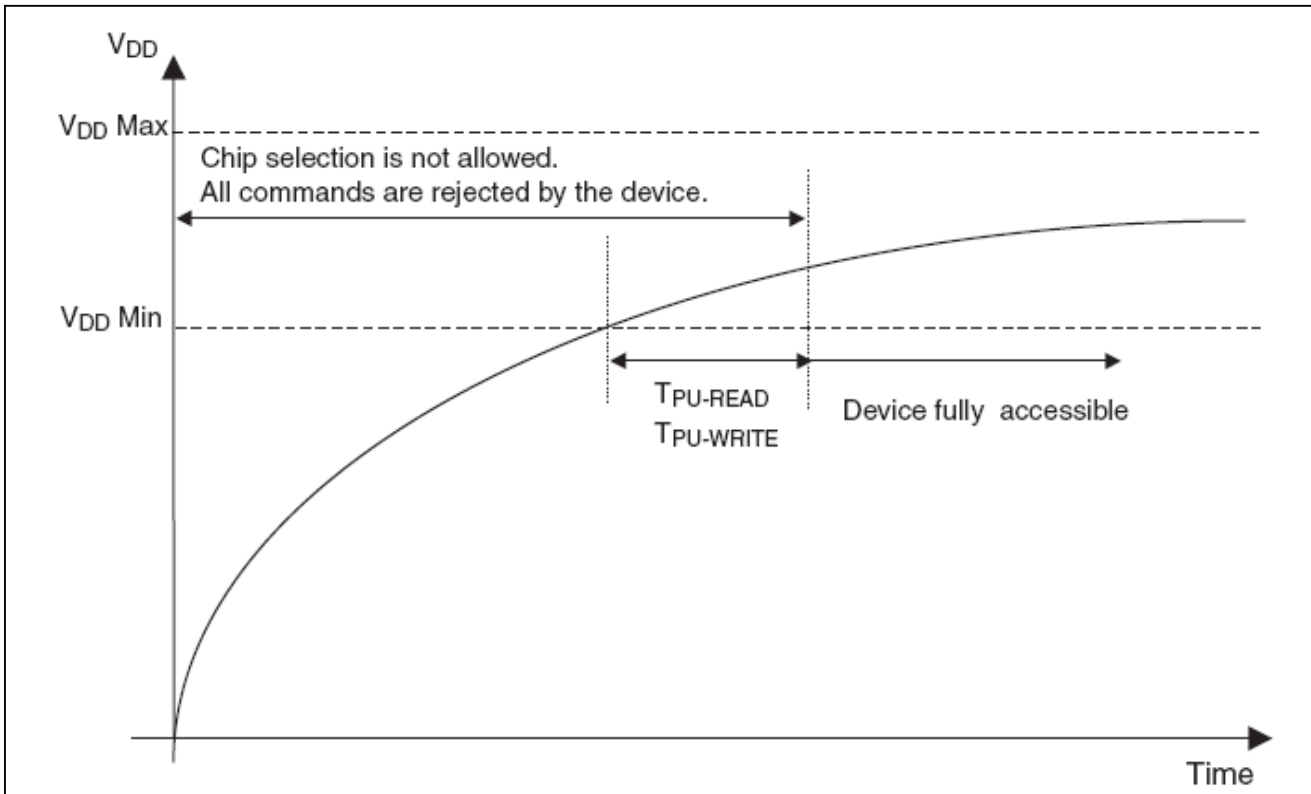 VDD
VDD Max
Chip selection is not allowed.
All commands are rejected by the device.
VDD Min
TPU-READ
TPU-WRITE
Device fully accessible
Time